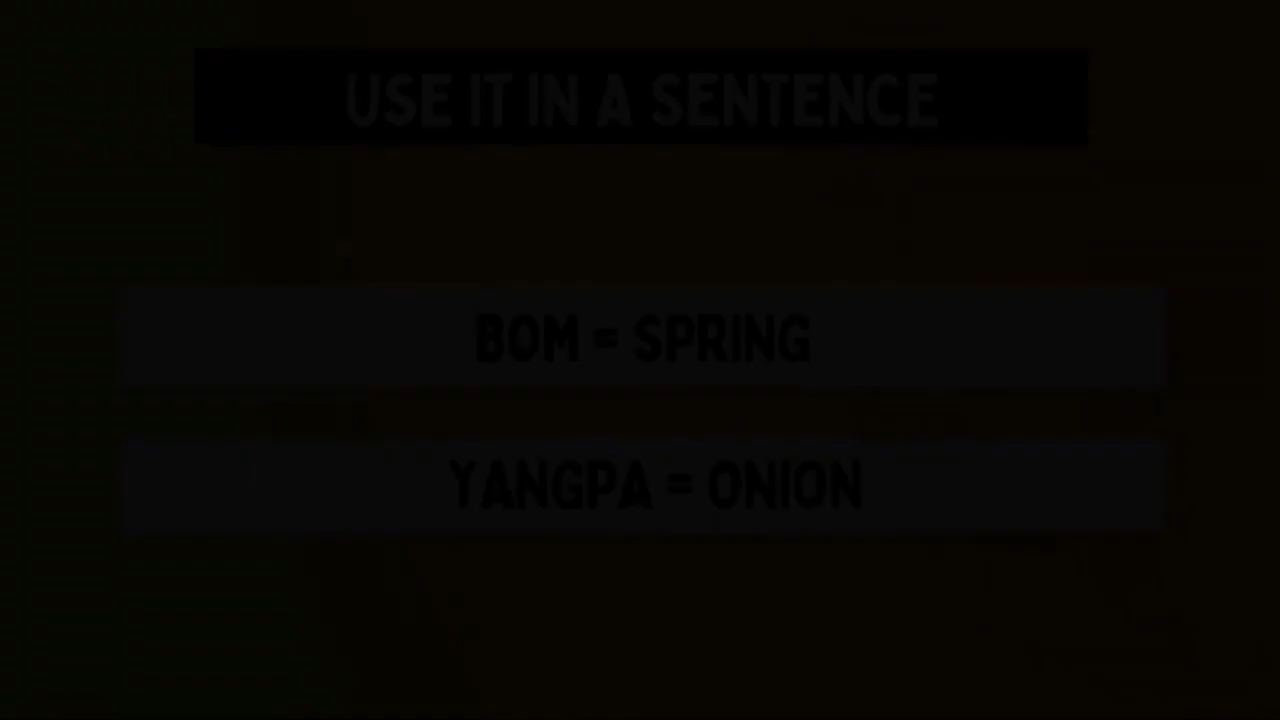 USE IT IN A SENTENCE
BOM = SPRING
YANGPA = ONION